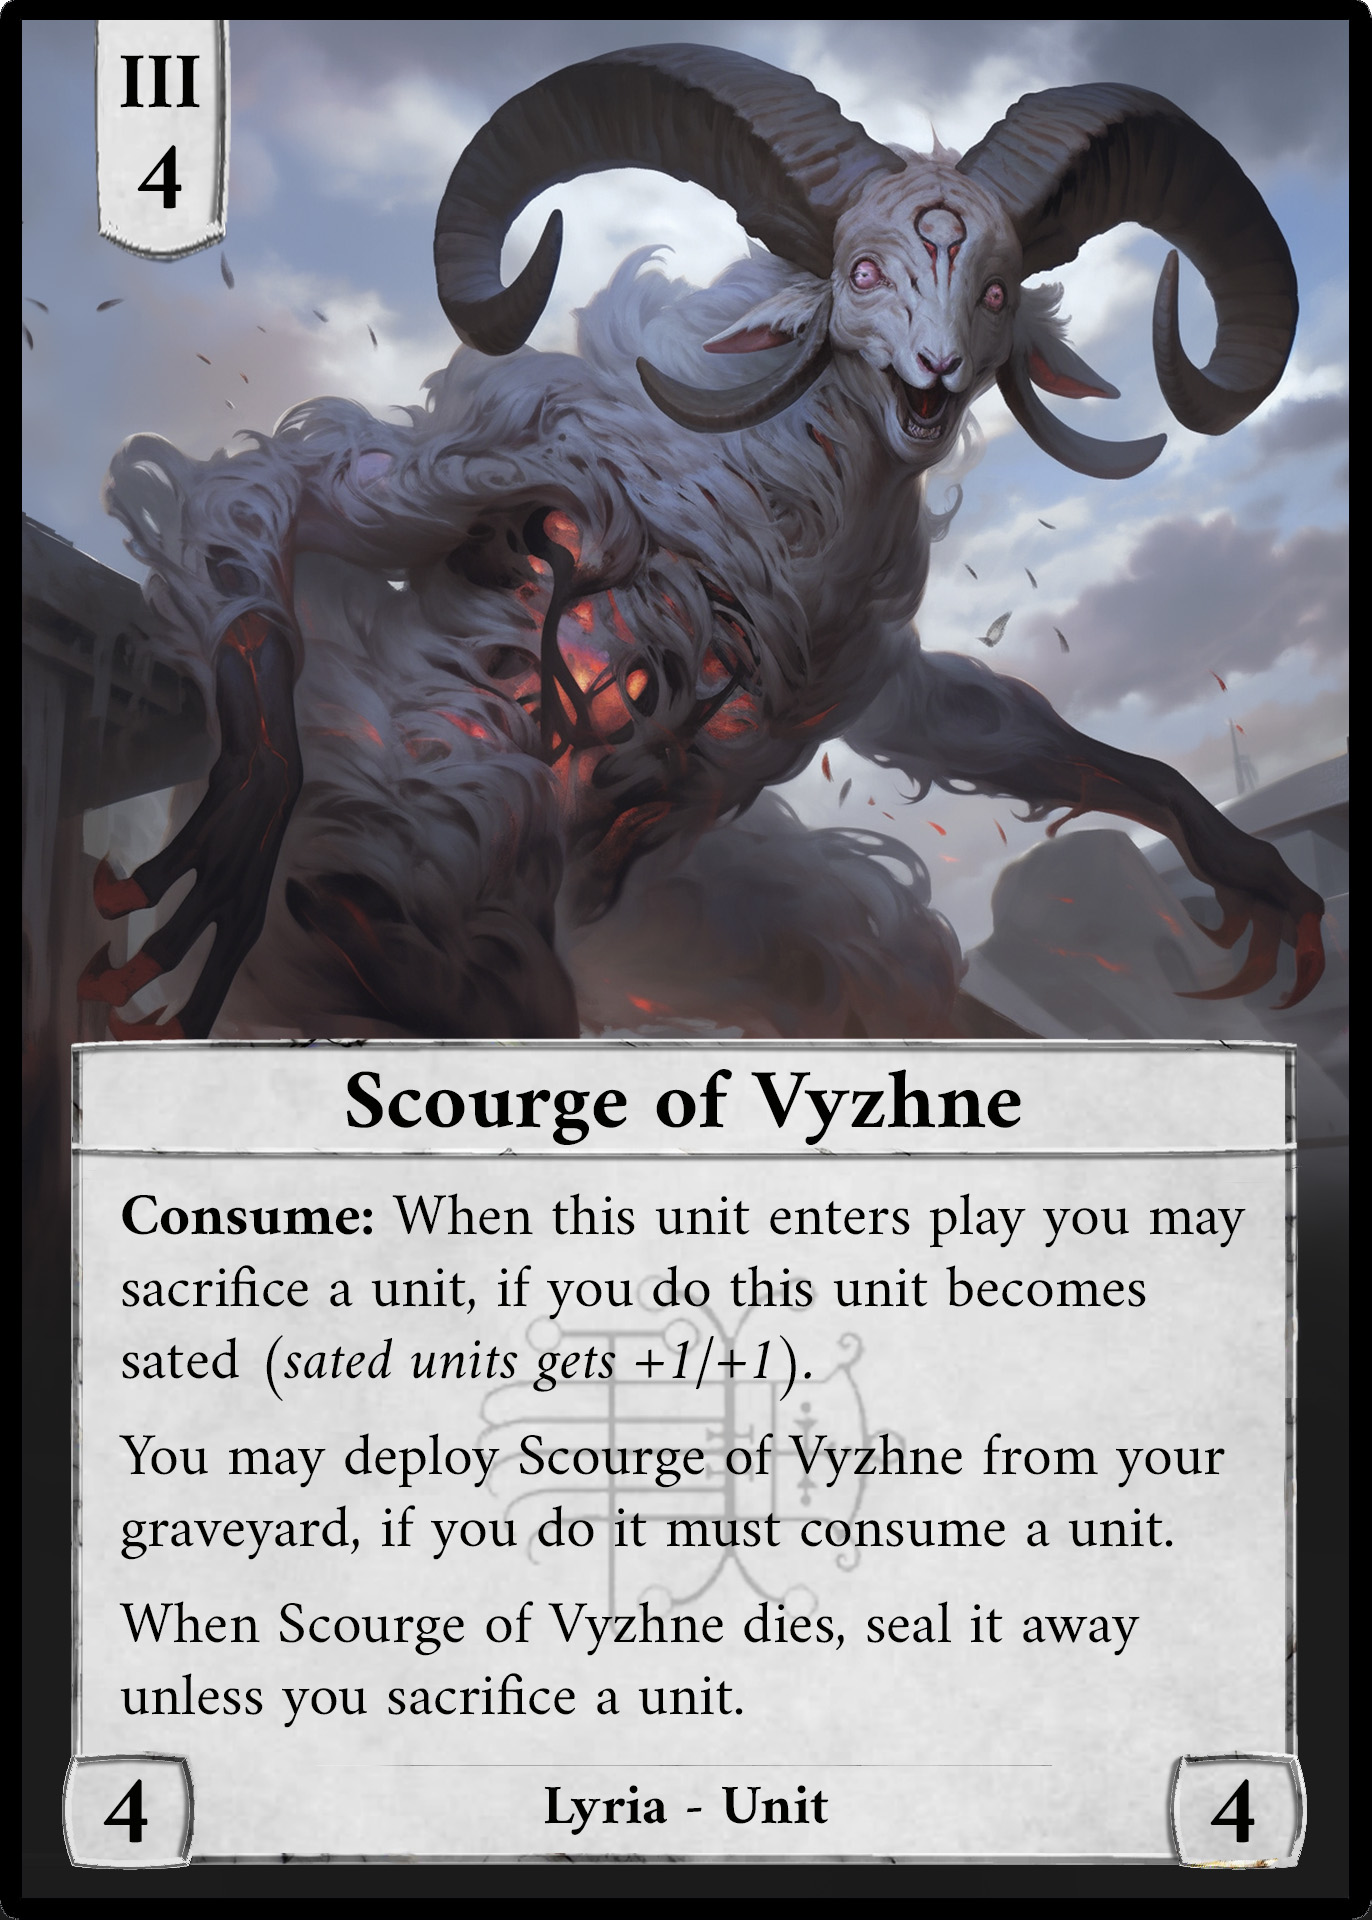 III
4
Scourge of Vyzhne
Consume: When this unit enters play you may
sacrifice a unit, if you do this unit becomes
sated (sated units gets +1/+1).
You may deploy Scourge of Vyzhne from your
graveyard, if you do it must consume a unit.
When Scourge of Vyzhne dies, seal it away
unless you sacrifice a unit.
4
Lyria - Unit
4